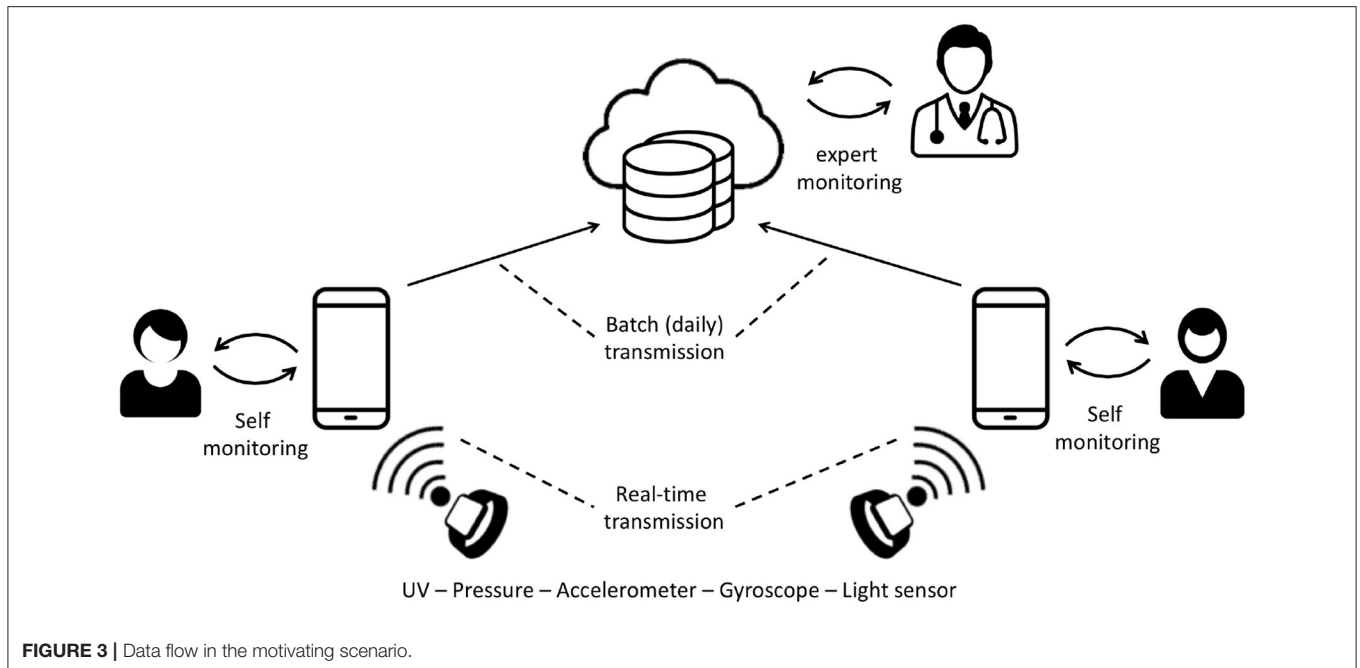 expert
monitoring
Batch (daily)
transmission
Self
monitoring
Self
monitoring
Real-time
transmission
UV – Pressure – Accelerometer – Gyroscope – Light sensor
FIGURE 3 | Data flow in the motivating scenario.